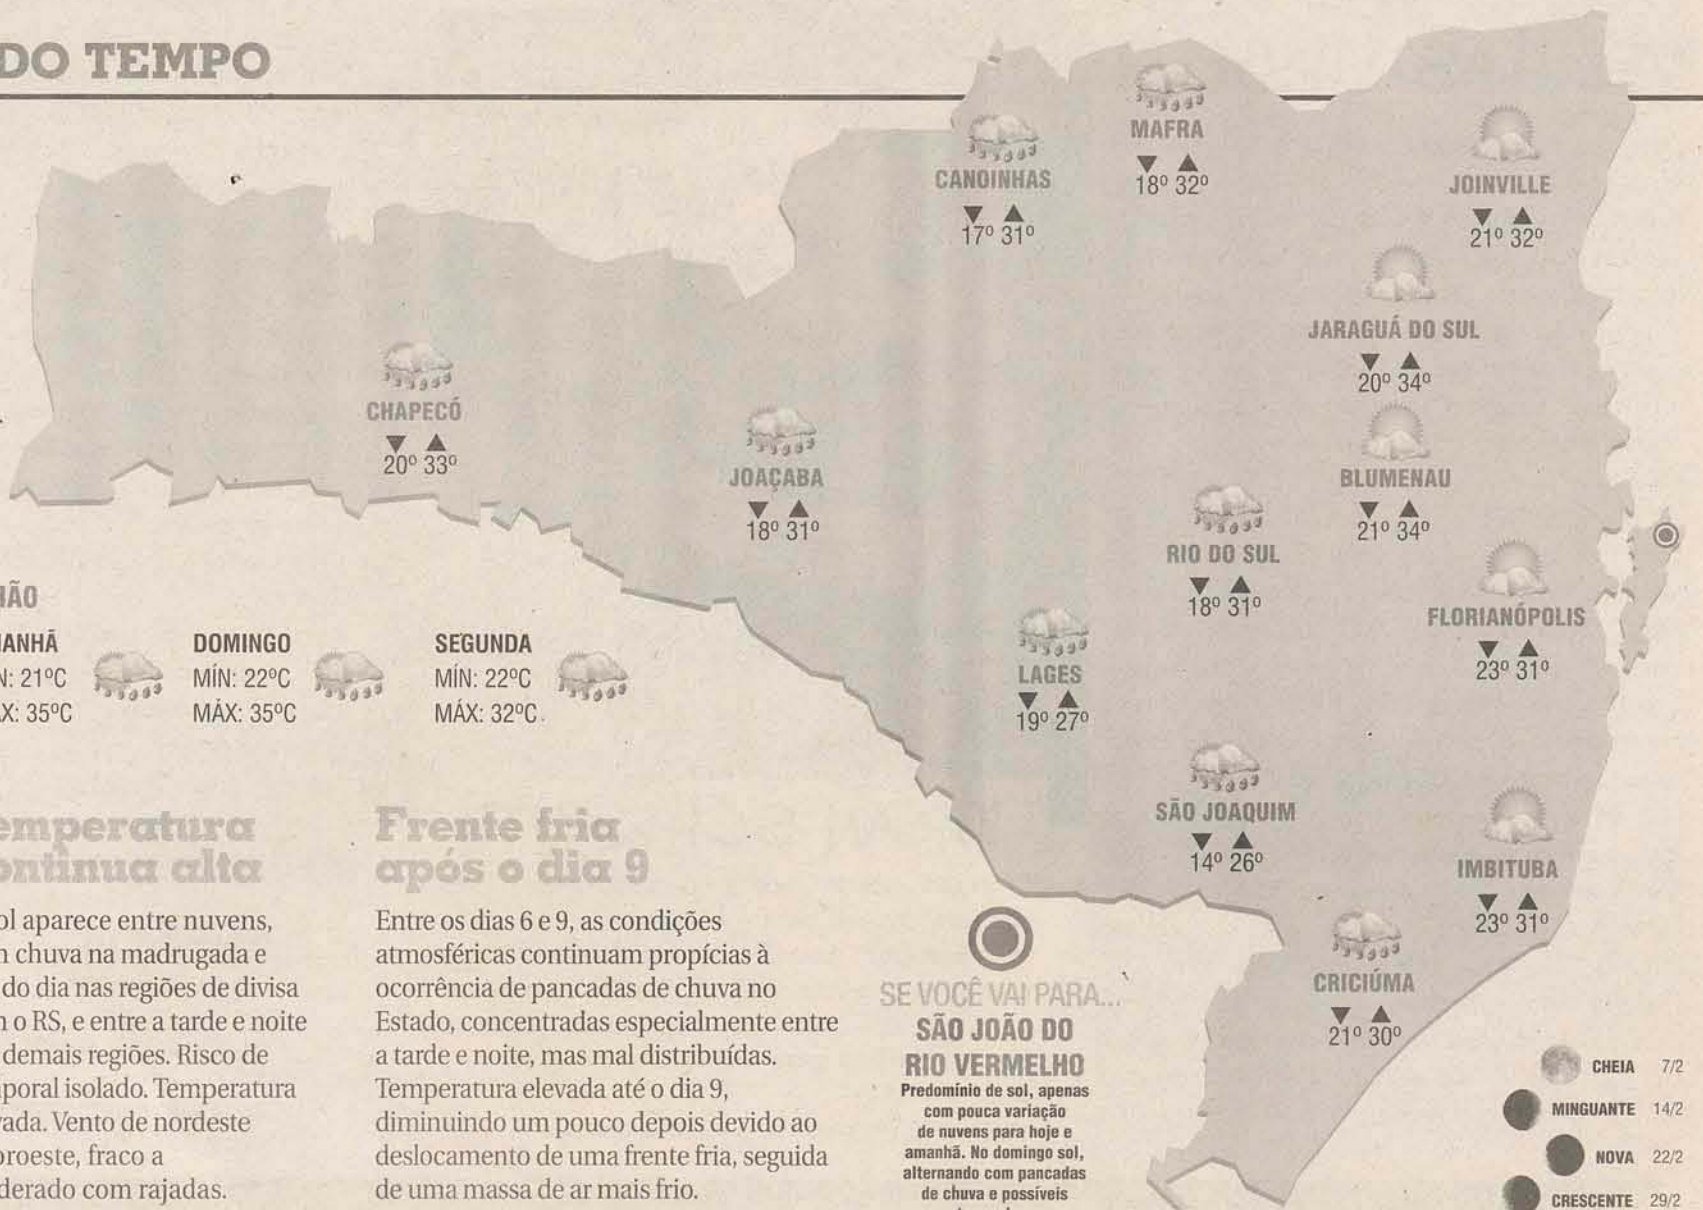 DO TEMPO
MAFRA
18º 32º
CANOINHAS
17º 31º
JOINVILLE
21º 32º
JARAGUÁ DO SUL
20º 34º
CHAPECÓ
20º 33º
JOAÇABA
18º 31º
BLUMENAU
21º 34º
RIO DO SUL
18º 31º
FLORIANÓPOLIS
23º 31º
LAGES
19º 27º
SÃO JOAQUIM
14º 26º
IMBITUBA
23º 31º
CRICIÚMA
21º 30º
IÃO
IANHÃ
N: 21ºC
X: 35ºC
DOMINGO
MÍN: 22ºC
MÁX: 35ºC
SEGUNDA
MÍN: 22ºC
MÁX: 32ºC
emperatura
ontinua alta
ol aparece entre nuvens,
n chuva na madrugada e
do dia nas regiões de divisa
n o RS, e entre a tarde e noite
demais regiões. Risco de
nporal isolado. Temperatura
vada. Vento de nordeste
oroeste, fraco a
derado com rajadas.
Frente fria
após o dia 9
Entre os dias 6 e 9, as condições
atmosféricas continuam propícias à
ocorrência de pancadas de chuva no
Estado, concentradas especialmente entre
a tarde e noite, mas mal distribuídas.
Temperatura elevada até o dia 9,
diminuindo um pouco depois devido ao
deslocamento de uma frente fria, seguida
de uma massa de ar mais frio.
SE VOCÊ VAI PARA...
SÃO JOÃO DO
RIO VERMELHO
Predomínio de sol, apenas
com pouca variação
de nuvens para hoje e
amanhã. No domingo sol,
alternando com pancadas
de chuva e possíveis
CHEIA 7/2
MINGUANTE 14/2
NOVA 22/2
CRESCENTE 29/2